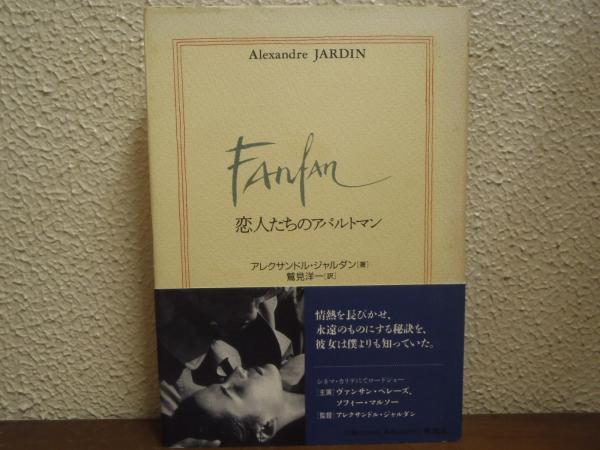 Alexandre JARDIN
Fanfan
恋人たちのアパルトマン
アレクサンドル・ジャルダン[著]
鷲見洋一[訳]
情熱を長びかせ、
永遠のものにする秘訣を、
彼女は僕よりも知っていた。
シネマ・カリテにてロードショー
[主演]ヴァンサン・ペレーズ、
ソフィー・マルソー
[監督]アレクサンドル・ジャルダン